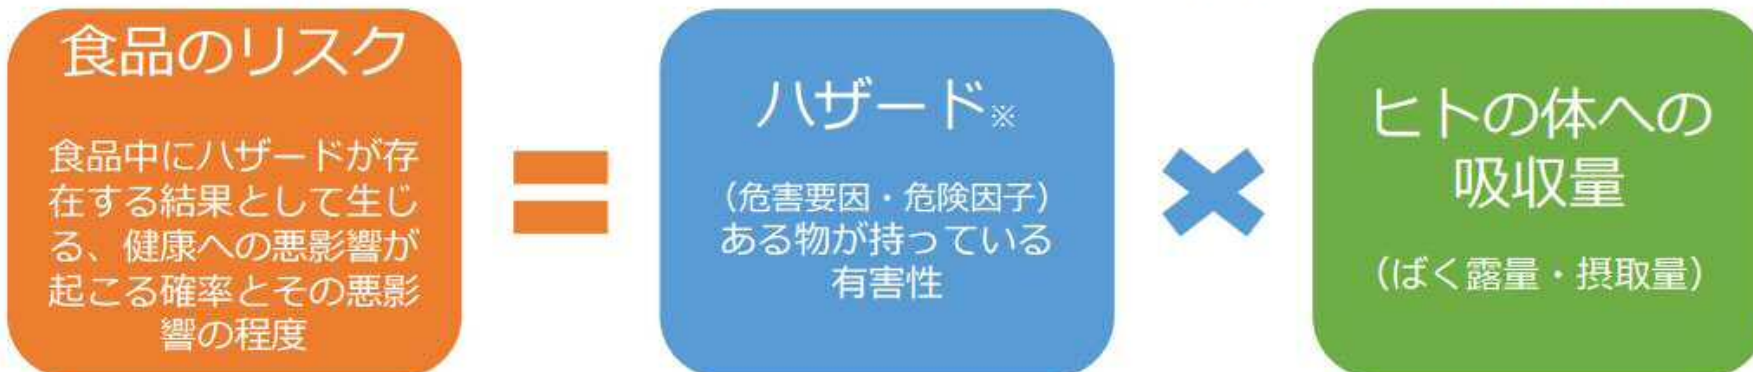 食品のリスク
食品中にハザードが存
在する結果として生じ
る、健康への悪影響が
起こる確率とその悪影
響の程度
ハザード※
（危害要因・危険因子）
ある物が持っている
有害性
ヒトの体への
吸収量
（ばく露量・摂取量）